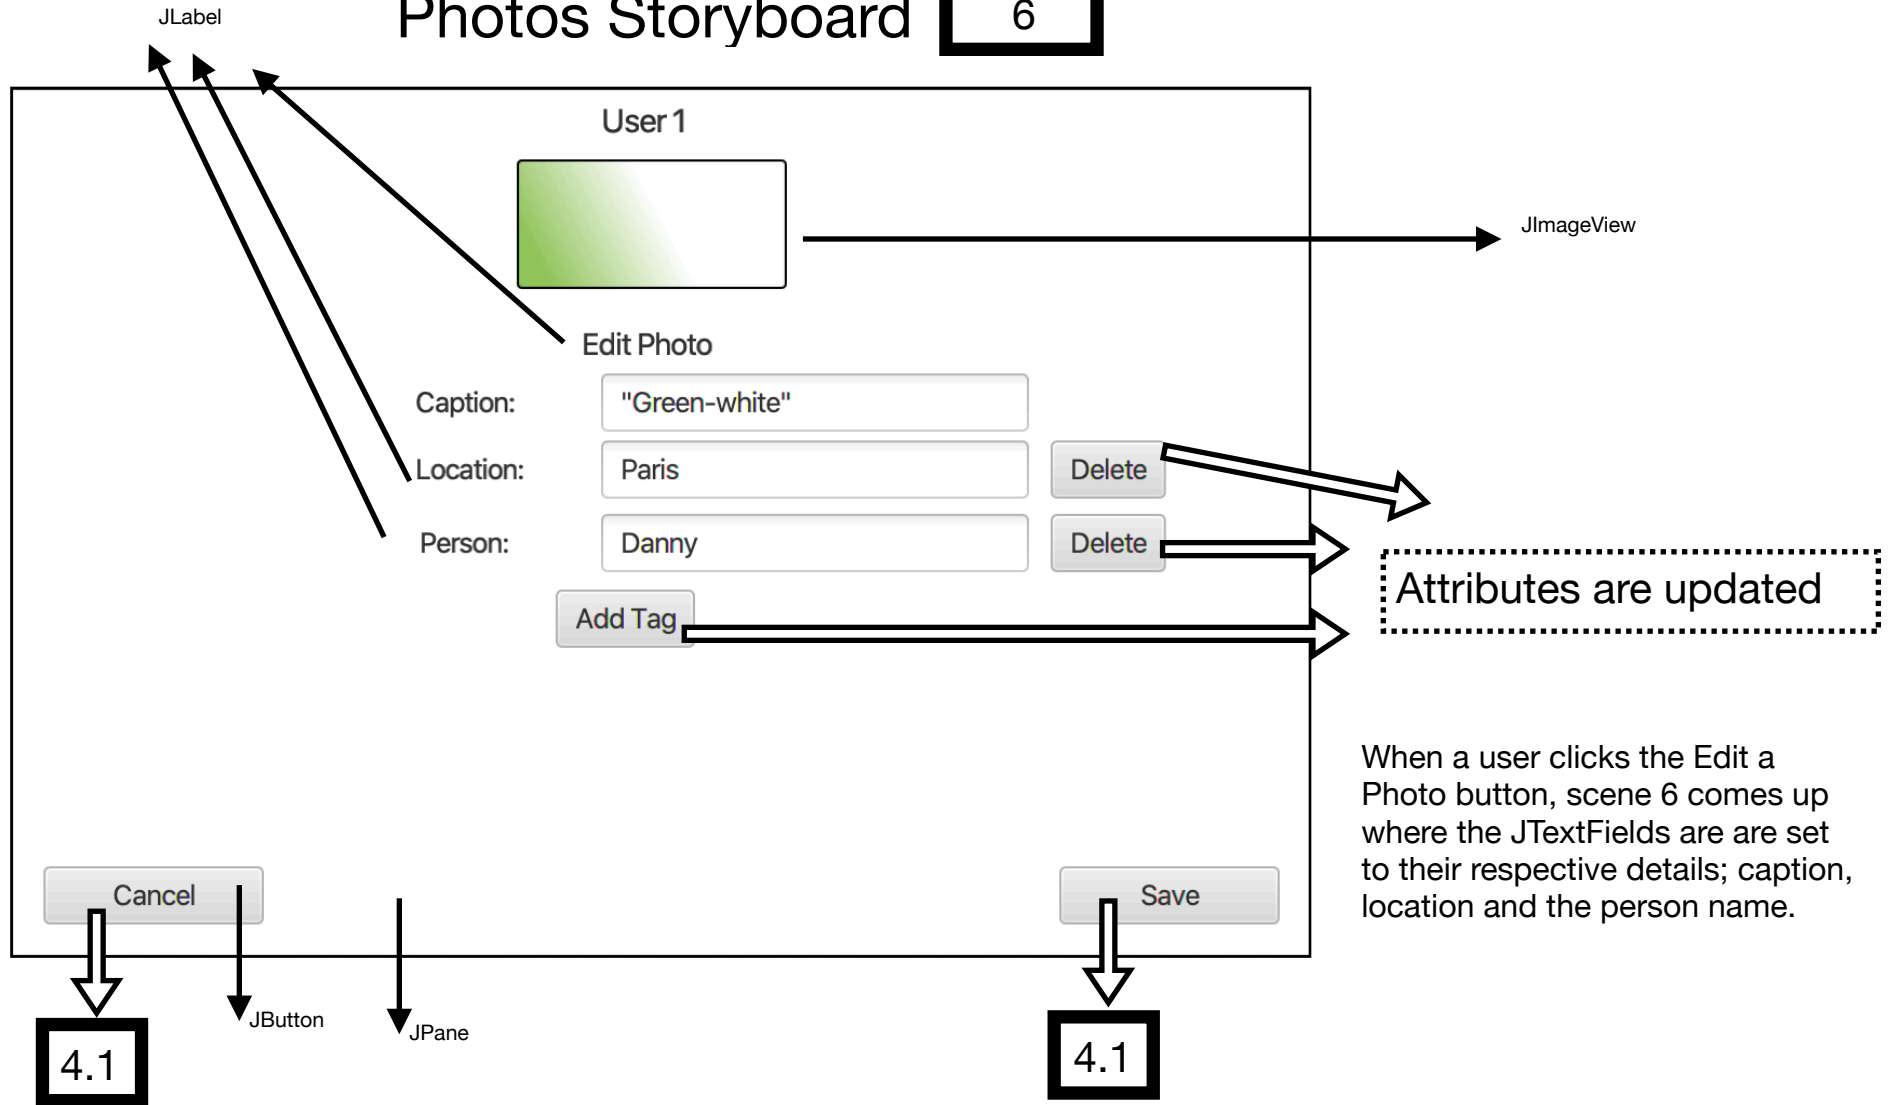 JLabel
Photos Storyboard
6
User 1
JImageView
Edit Photo
Caption:
"Green-white"
Location:
Paris
Delete
Person:
Danny
Delete
Attributes are updated
Add Tag
When a user clicks the Edit a
Photo button, scene 6 comes up
where the JTextFields are are set
to their respective details; caption,
location and the person name.
Cancel
Save
JButton
JPane
4.1
4.1